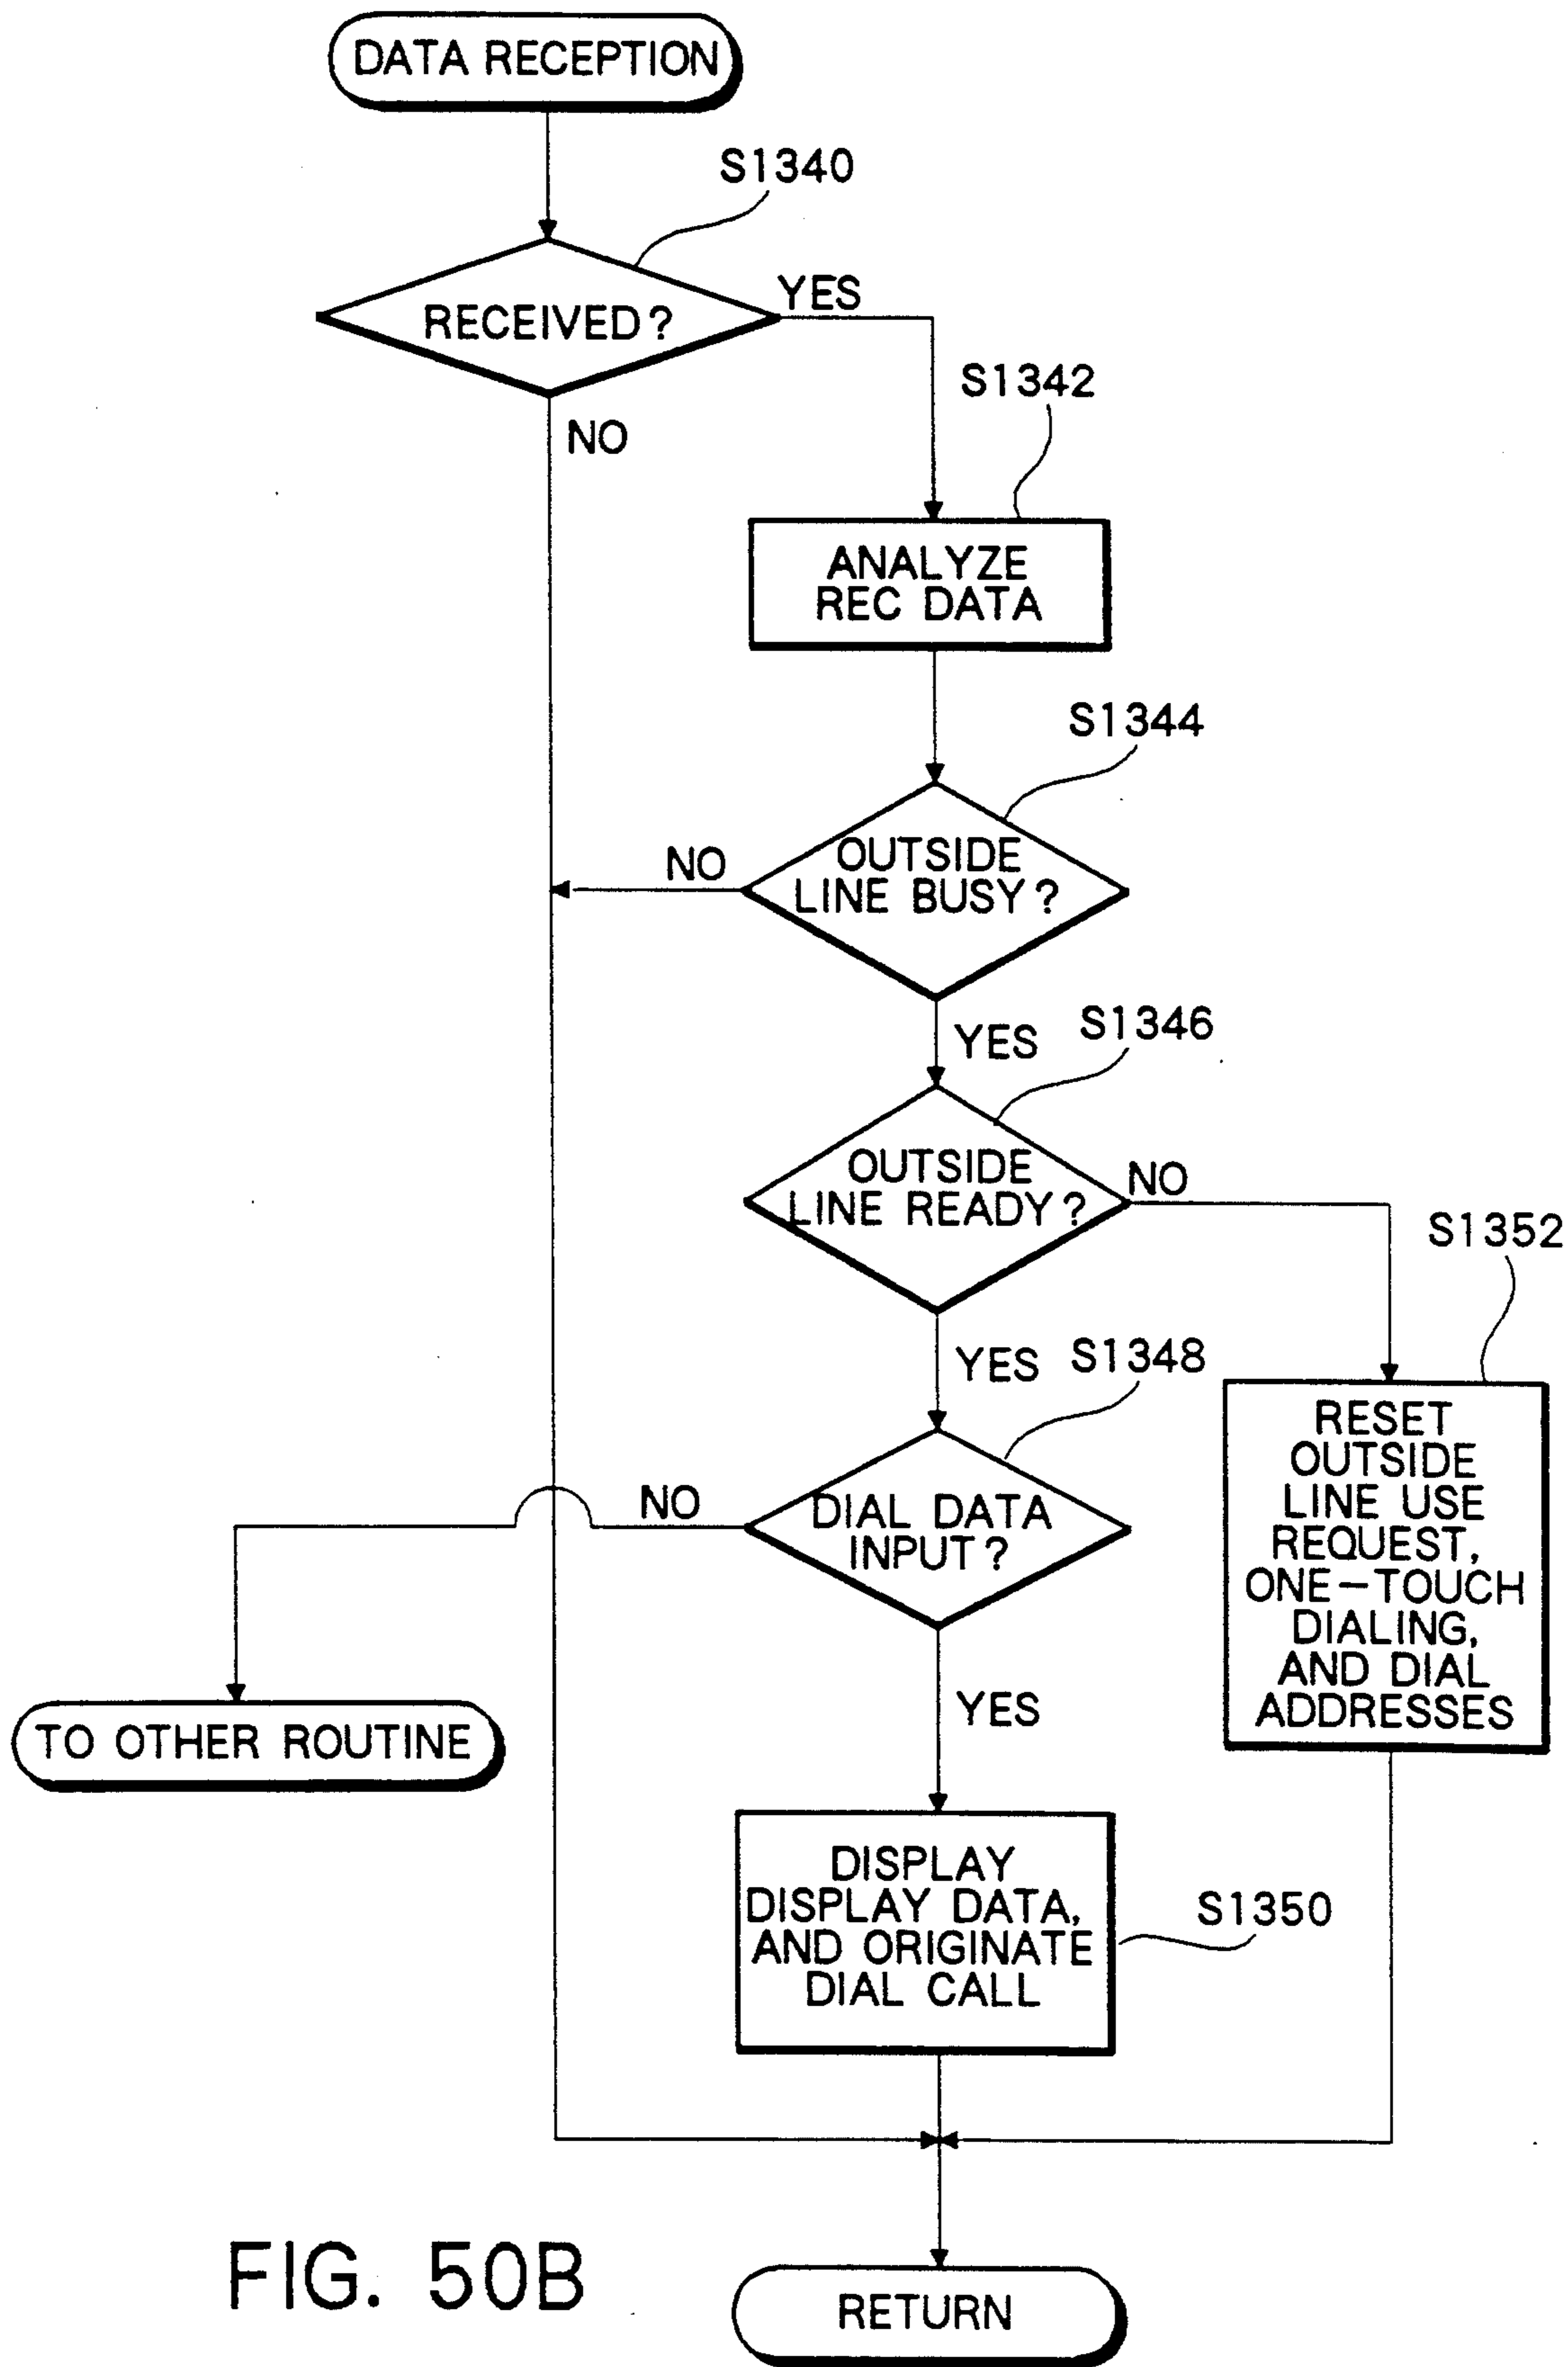 DATA RECEPTION
S1340
RECEIVED?
YES
NO
S1342
ANALYZE
REC DATA
S1344
OUTSIDE
LINE BUSY?
NO
YES
S1346
OUTSIDE
LINE READY?
NO
S1352
YES
S1348
RESET
OUTSIDE
LINE USE
REQUEST,
ONE-TOUCH
DIALING,
AND DIAL
ADDRESSES
DIAL DATA
INPUT?
NO
YES
TO OTHER ROUTINE
DISPLAY
DISPLAY DATA,
AND ORIGINATE
DIAL CALL
S1350
FIG. 50B
RETURN